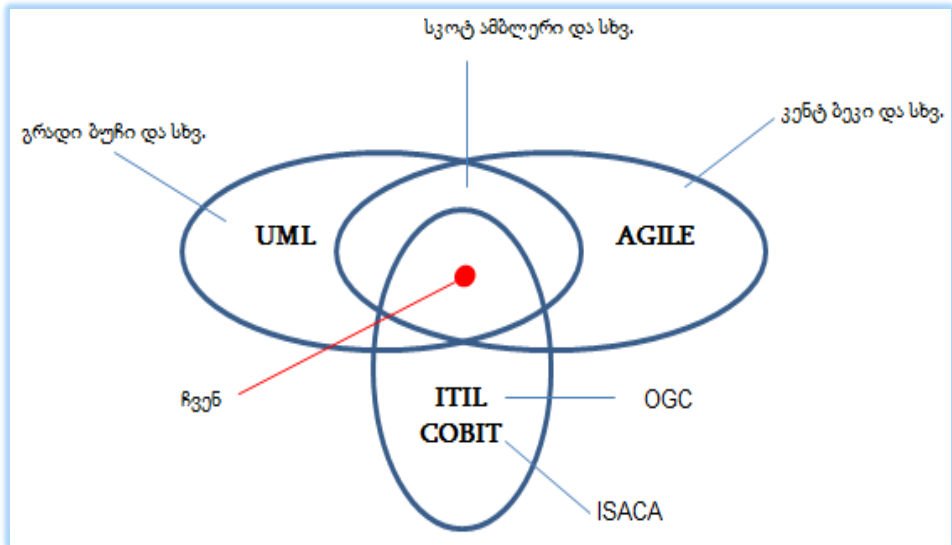 სკოტ ამბლერი და სხვ.
გრადი ბუჩი და სხვ.
კენტ ბეკი და სხვ.
UML
AGILE
ჩვენ
ITIL
OGC
COBIT
ISACA